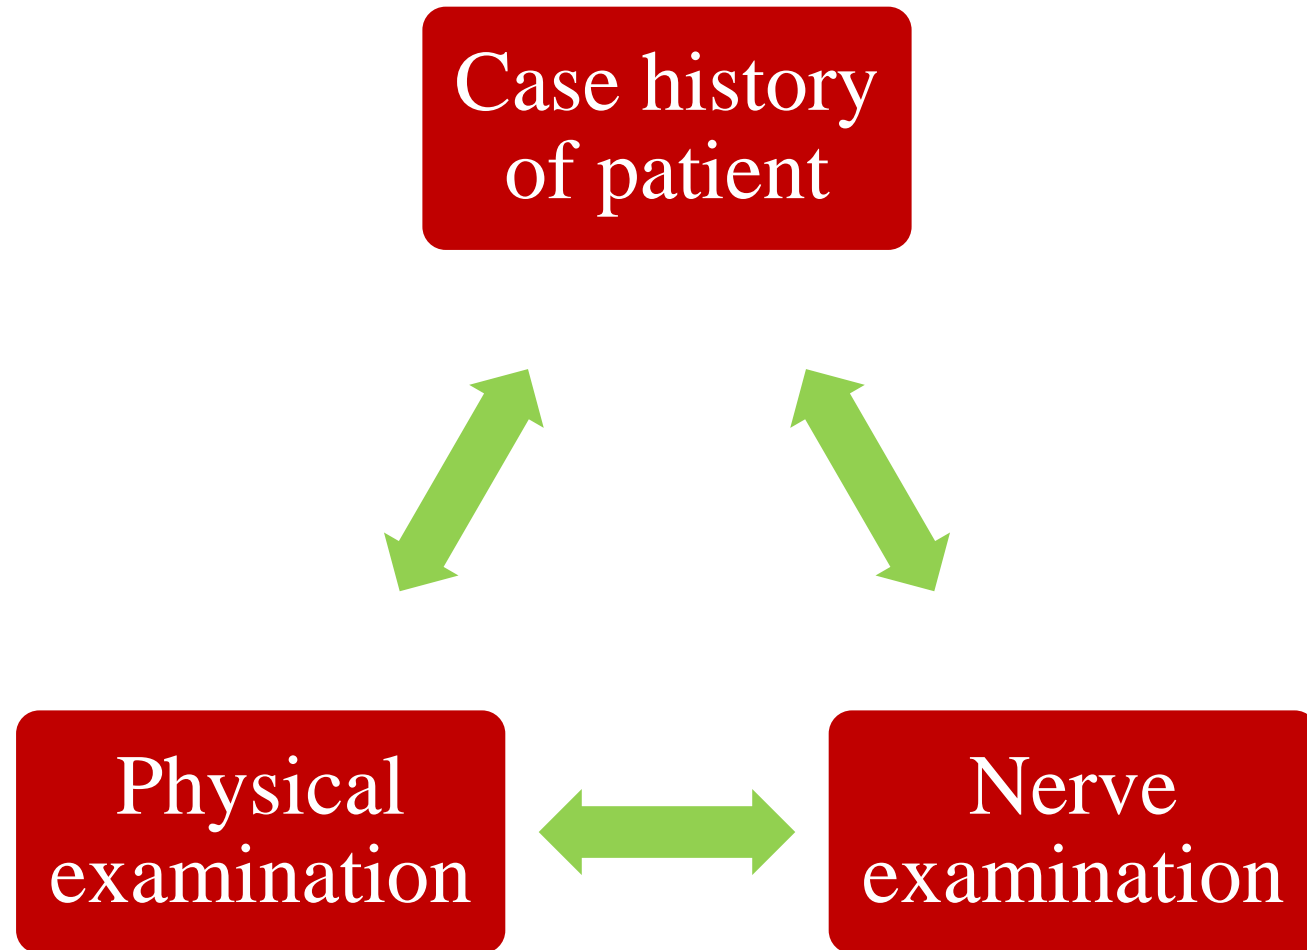 Case history
of patient
Physical
examination
Nerve
examination